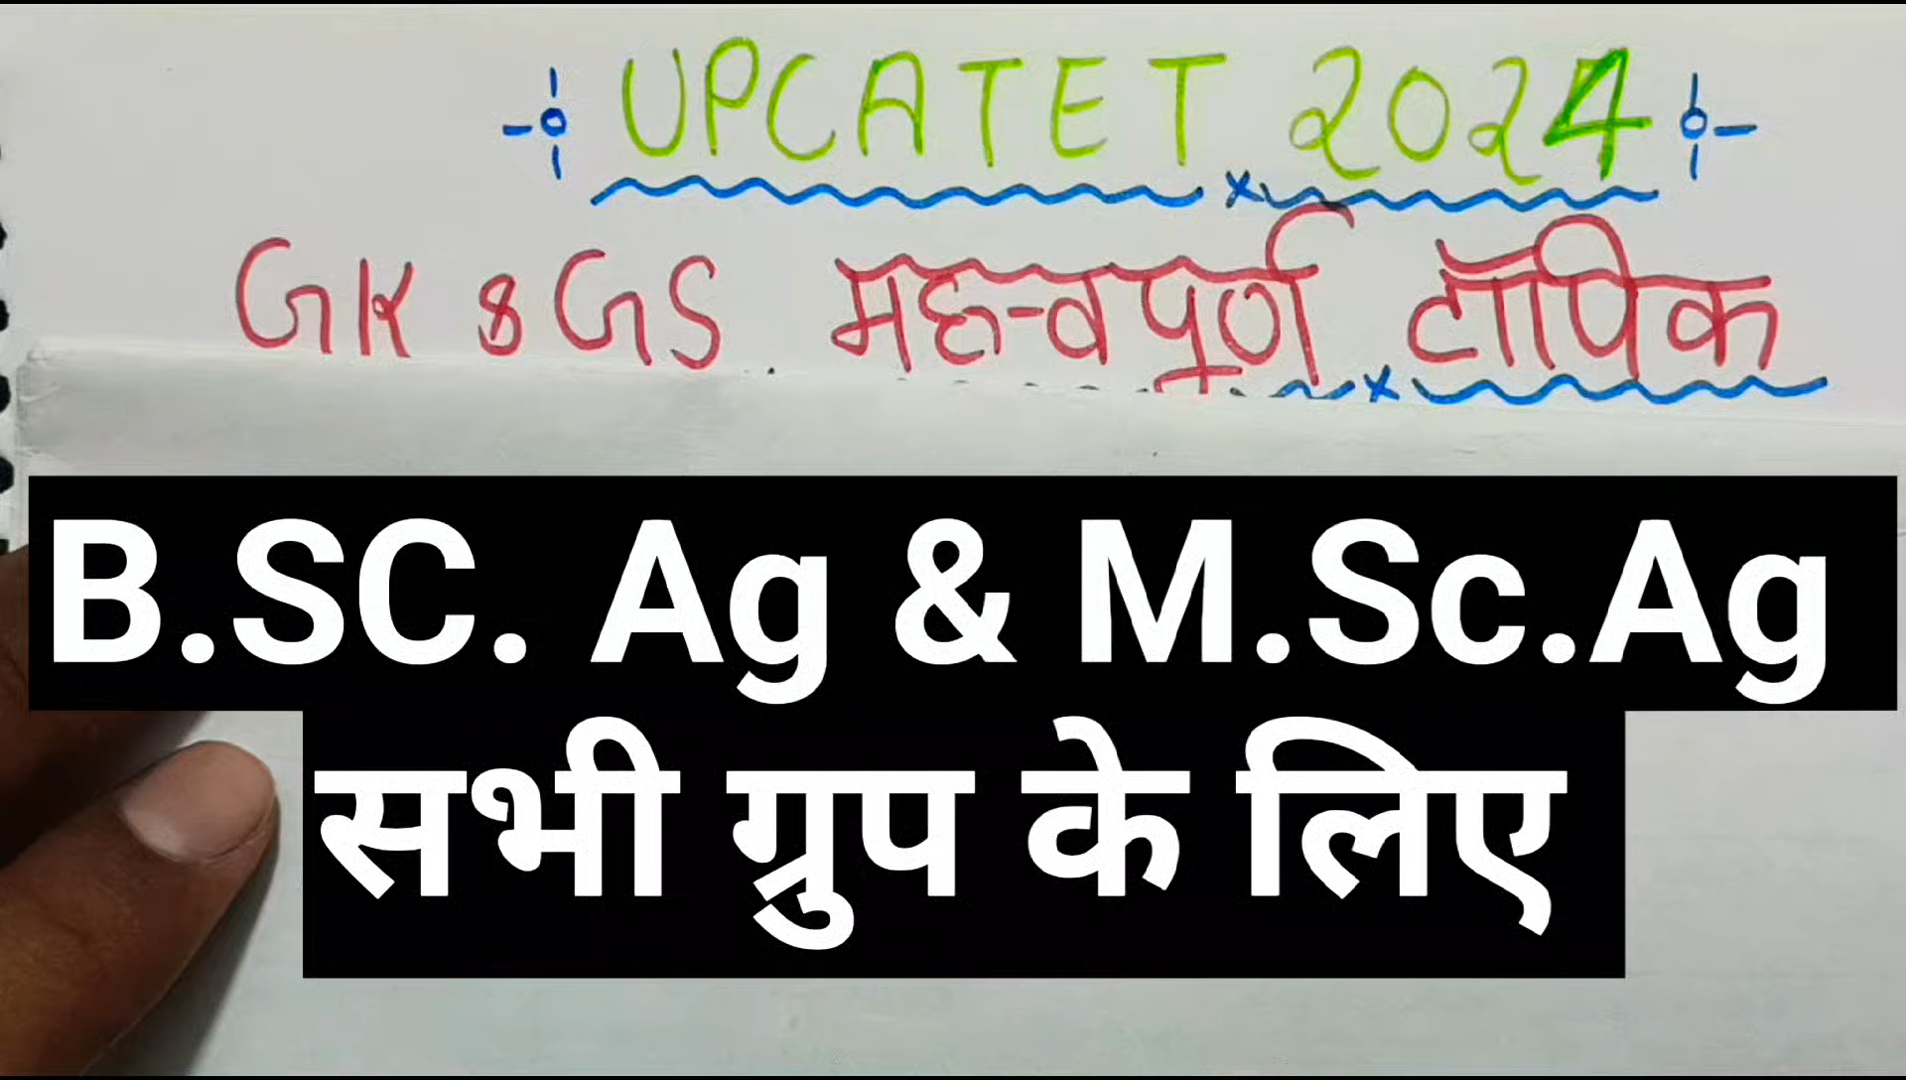 UPCATET 2024
GK & GS महत्वपूर्ण टॉपिक
B.SC. Ag & M.Sc.Ag
सभी ग्रुप के लिए